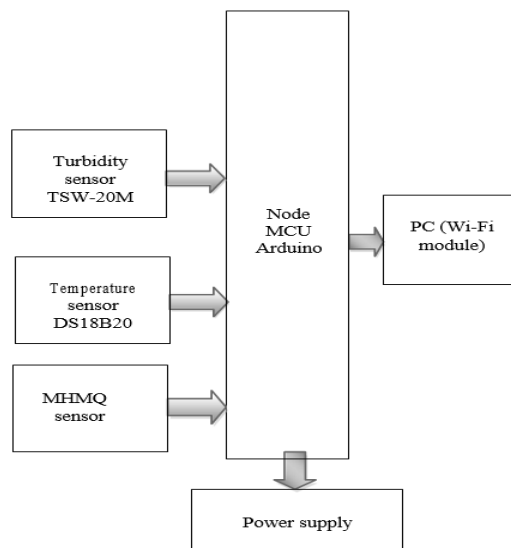 Turbidity
sensor
TSW-20M
Temperature
sensor
DS18B20
MHMQ
sensor
Node
MCU
Arduino
PC (Wi-Fi
module)
Power supply